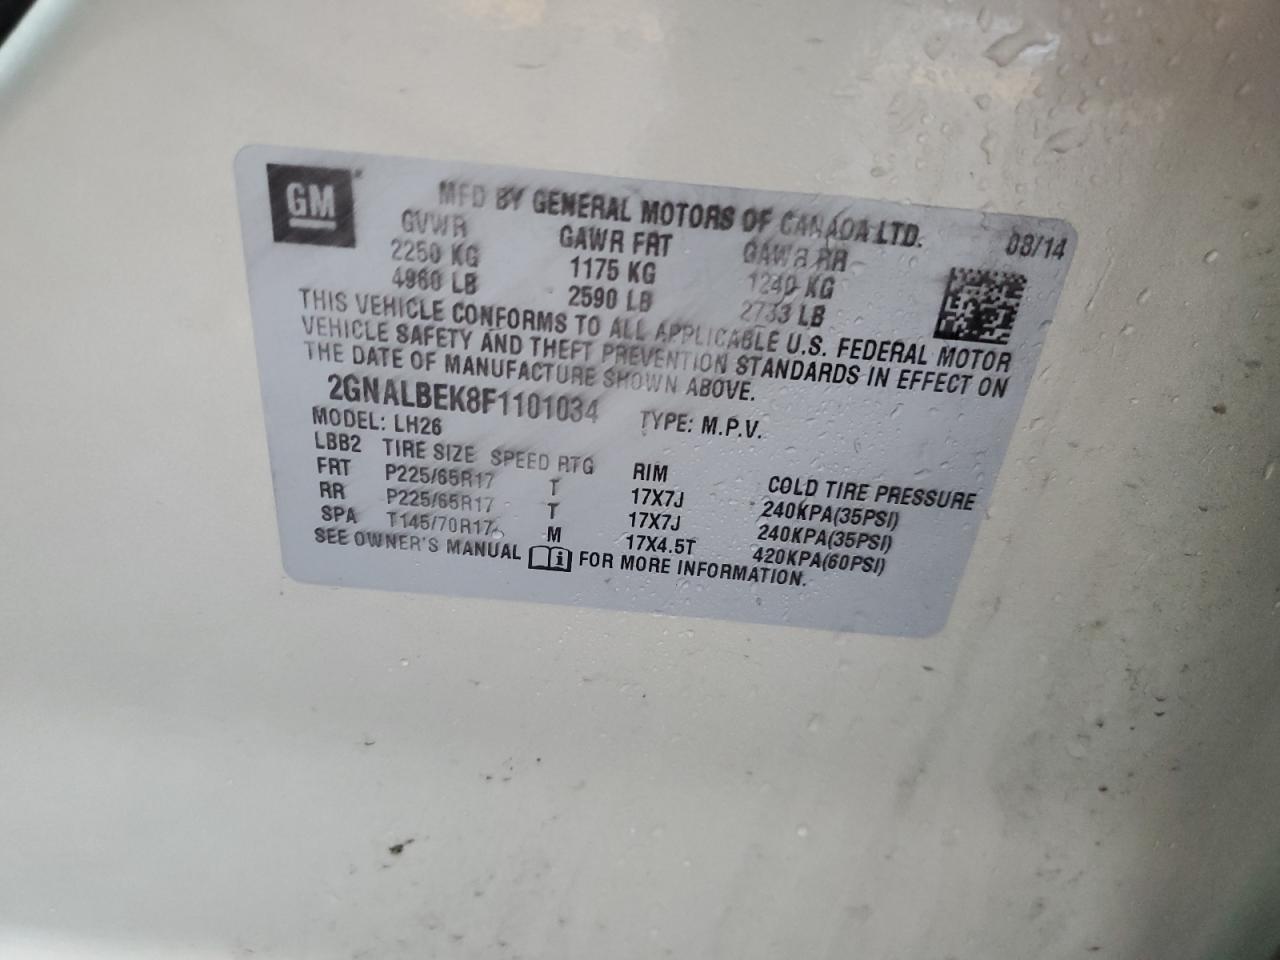 GM
MFD BY GENERAL MOTORS OF CANADA LTD. 08/14
GVWR GAWR FRT GAWR RR
2250 KG 1175 KG 1240 KG
4960 LB 2590 LB 2733 LB
THIS VEHICLE CONFORMS TO ALL APPLICABLE U.S. FEDERAL MOTOR
VEHICLE SAFETY AND THEFT PREVENTION STANDARDS IN EFFECT ON
THE DATE OF MANUFACTURE SHOWN ABOVE.
2GNALBEK8F1101034 TYPE: M.P.V.
MODEL: LH26
LBB2 TIRE SIZE SPEED RTG RIM COLD TIRE PRESSURE
FRT P225/65R17 T 17X7J 240KPA(35PSI)
RR P225/65R17 T 17X7J 240KPA(35PSI)
SPA T145/70R17 M 17X4.5T 420KPA(60PSI)
SEE OWNER'S MANUAL i FOR MORE INFORMATION.